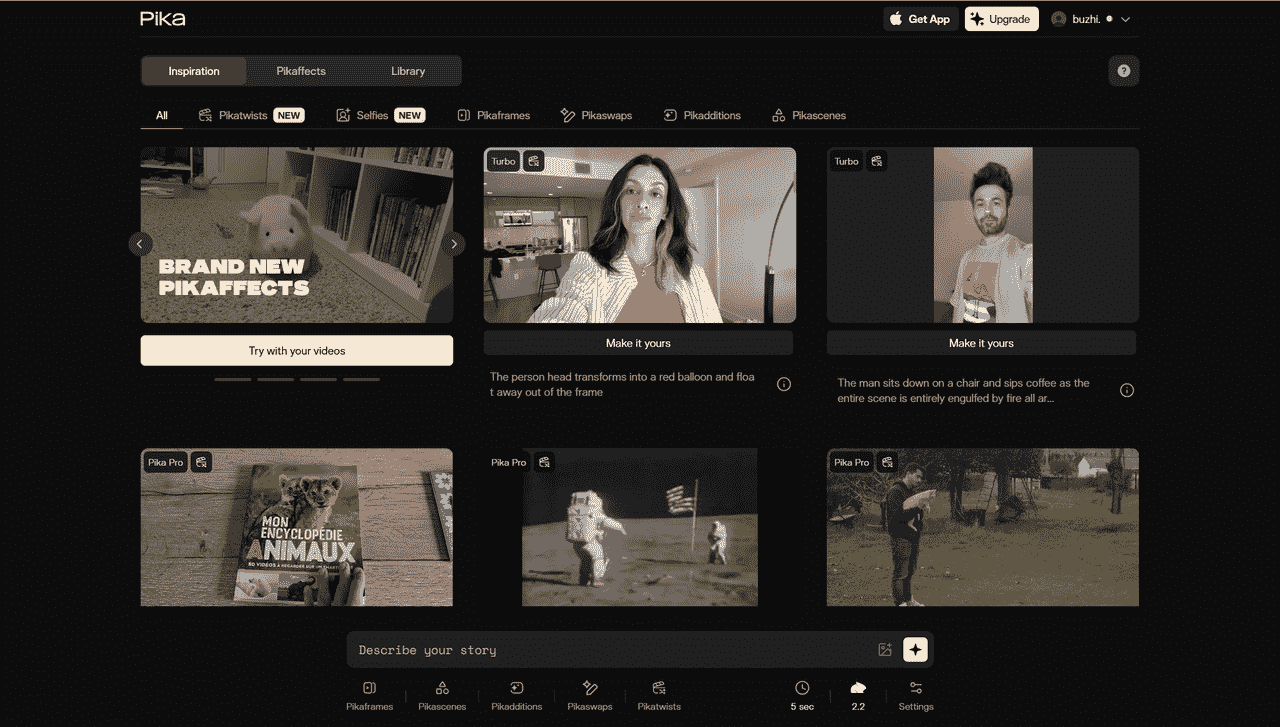 Pika
Get App
Upgrade
buzhi.
Inspiration
Pikaffects
Library
?
All
Pikatwists NEW
Selfies NEW
Pikaframes
Pikaswaps
Pikadditions
Pikascenes
BRAND NEW
PIKAFFECTS
Try with your videos
Turbo
Make it yours
The person head transforms into a red balloon and floa
t away out of the frame
Turbo
Make it yours
The man sits down on a chair and sips coffee as the
entire scene is entirely engulfed by fire all ar...
Pika Pro
MON
ENCYCLOPÉDIE
ANIMAUX
Pika Pro
Pika Pro
Describe your story
Pikaframes
Pikascenes
Pikadditions
Pikaswaps
Pikatwists
5 sec
2.2
Settings